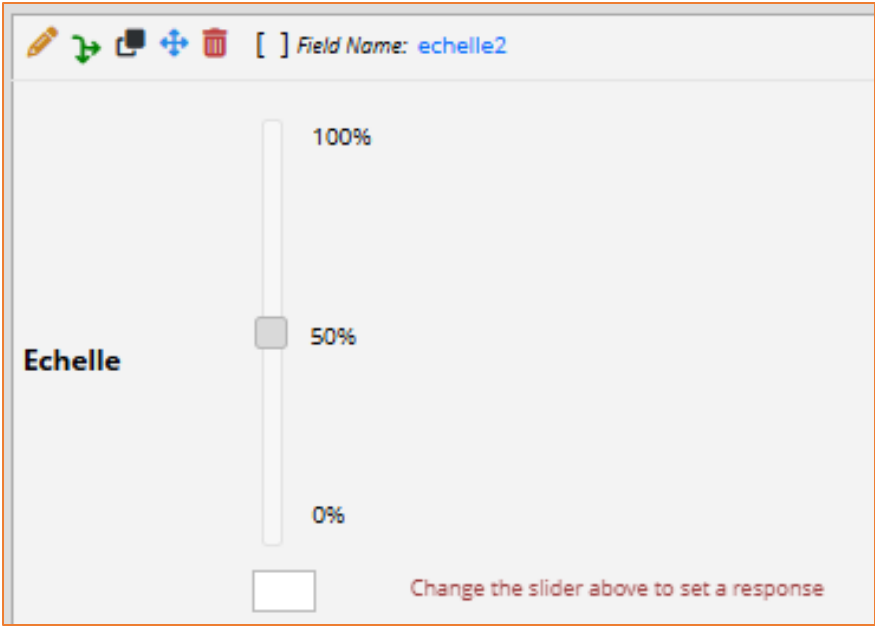 [ ] Field Name: echelle2
100%
50%
Echelle
0%
Change the slider above to set a response